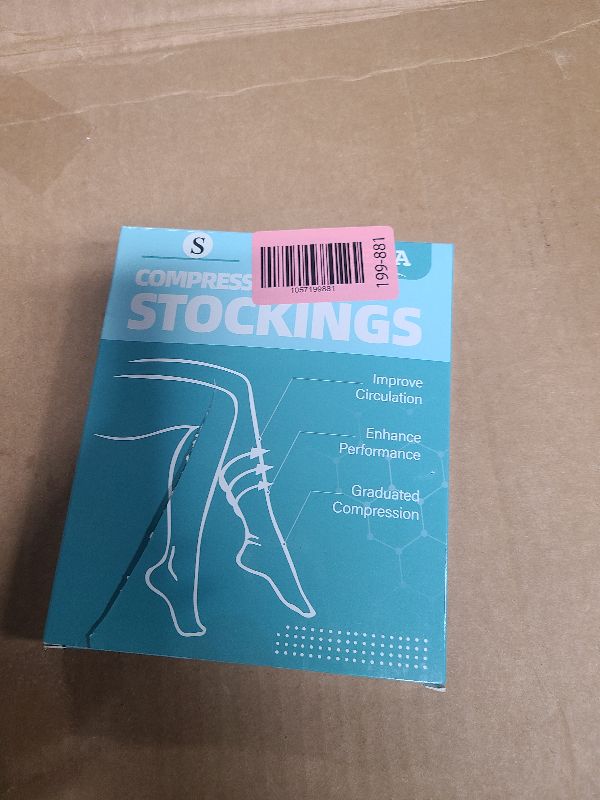 S
A
COMPRESS
STOCKINGS
1057199881
199-881
Improve
Circulation
Enhance
Performance
Graduated
Compression